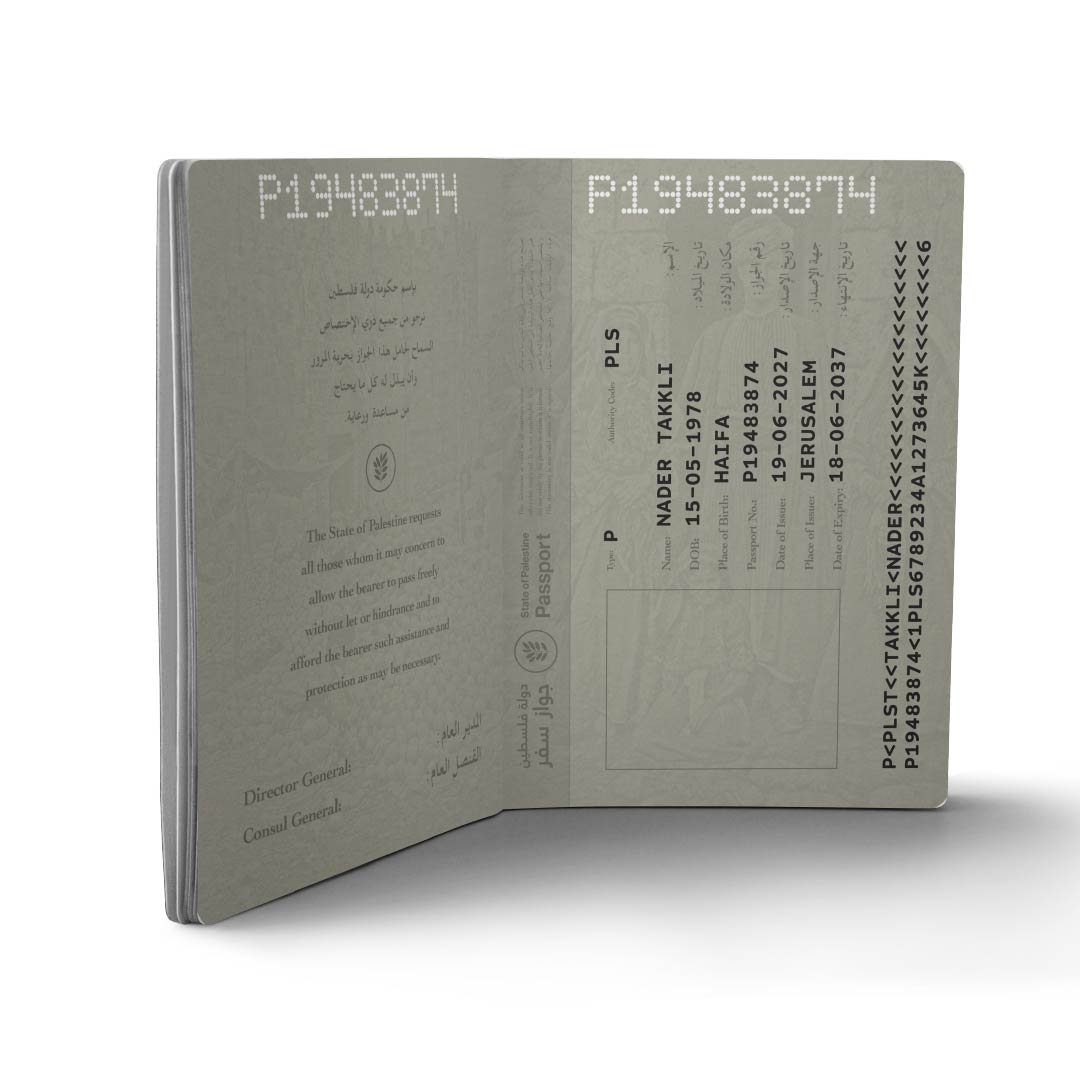 P19483874
بإسم حكومة دولة فلسطين
نرجو من جميع ذوي الإختصاص
السماح لحامل هذا الجواز بحرية المرور
وأن يبذل له كل ما يحتاج
من مساعدة ورعاية.
The State of Palestine requests
all those whom it may concern to
allow the bearer to pass freely
without let or hindrance and to
afford the bearer such assistance and
protection as may be necessary.
المدير العام:
القنصل العام:
Director General:
Consul General:
دولة فلسطين
جواز سفر
State of Palestine
Passport
P19483874
Type: P Authority Code: PLS
Name: NADER TAKKLI الإسم:
DOB: 15-05-1978 تاريخ الميلاد:
Place of Birth: HAIFA مكان الولادة:
Passport No.: P19483874 رقم الجواز:
Date of Issue: 19-06-2027 تاريخ الإصدار:
Place of Issue: JERUSALEM جهة الإصدار:
Date of Expiry: 18-06-2037 تاريخ الإنتهاء:
P<PLST<<TAKKLI<NADER<<<<<<<<<<<<<<<<<<
P19483874<1PLS6789234A1273645K<<<<<<<6